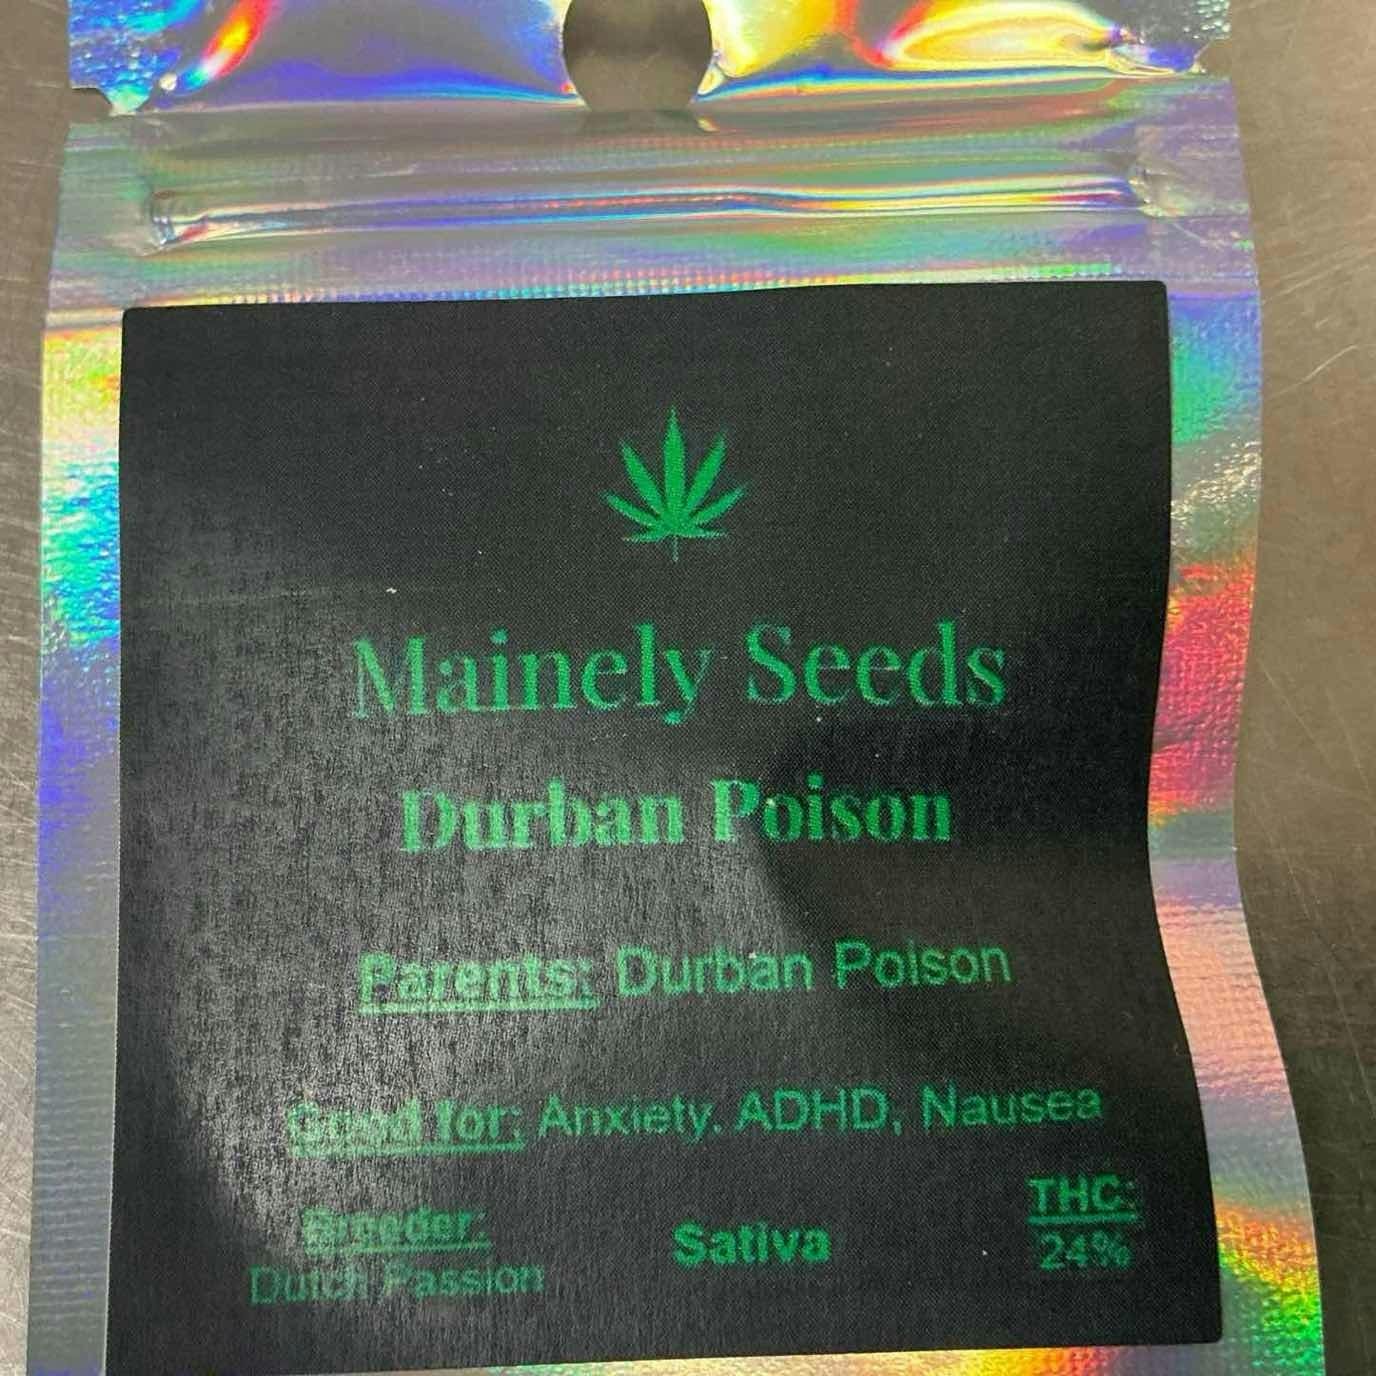 Mainely Seeds
Durban Poison
Parents: Durban Poison
Good for: Anxiety, ADHD, Nausea
Breeder:
Dutch Passion
Sativa
THC:
24%